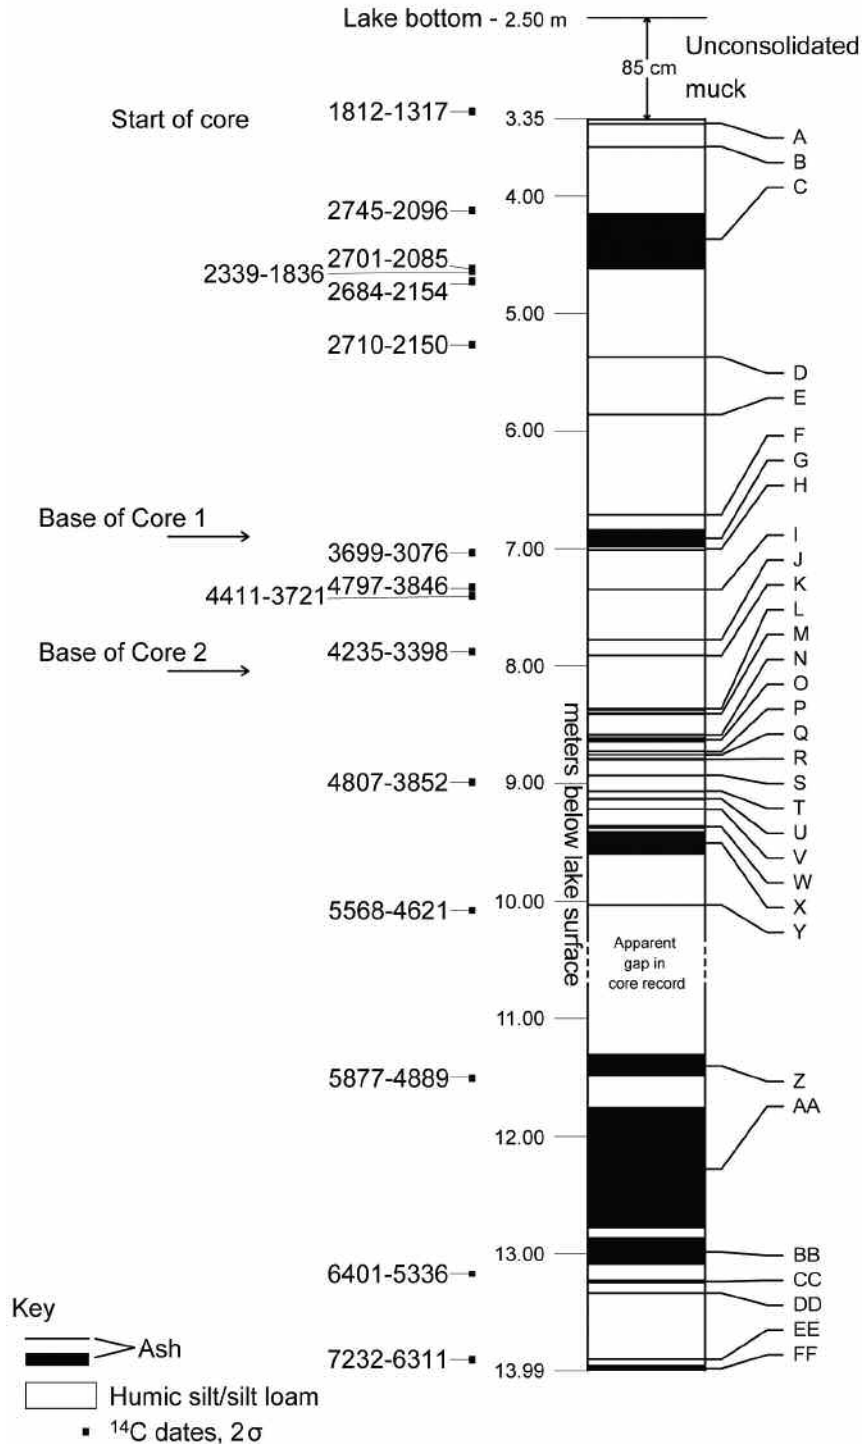 Lake bottom - 2.50 m
Unconsolidated
muck
85 cm
Start of core
1812-1317
3.35
A
B
C
2745-2096
4.00
2701-2085
2339-1836
2684-2154
5.00
2710-2150
D
E
6.00
F
G
H
Base of Core 1
7.00
3699-3076
I
4797-3846
J
4411-3721
K
Base of Core 2
4235-3398
8.00
L
M
N
O
P
Q
R
S
T
U
V
W
X
Y
meters below lake surface
4807-3852
9.00
5568-4621
10.00
Apparent
gap in
core record
11.00
5877-4889
Z
AA
12.00
13.00
BB
6401-5336
CC
DD
EE
FF
7232-6311
13.99
Key
Ash
Humic silt/silt loam
¹⁴C dates, 2σ